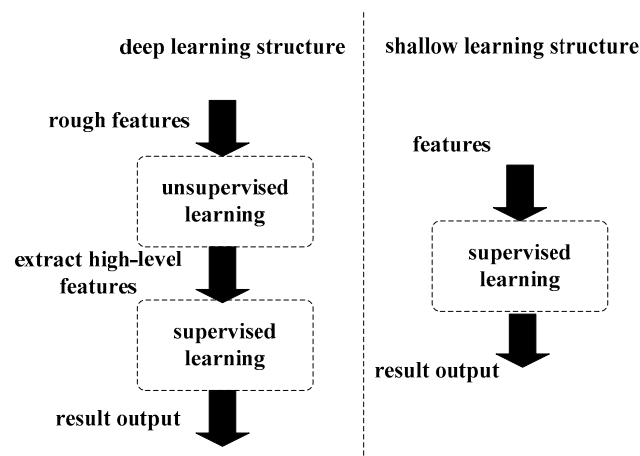 deep learning structure
rough features
unsupervised
learning
extract high-level
features
supervised
learning
result output
shallow learning structure
features
supervised
learning
result output